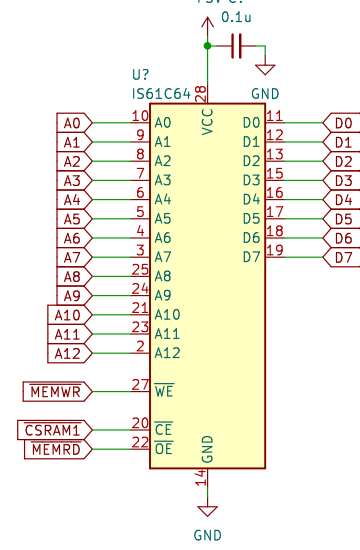 0.1u
U?
IS61C64
GND
28
VCC
A0 10 A0 D0 11 D0
A1 9 A1 D1 12 D1
A2 8 A2 D2 13 D2
A3 7 A3 D3 15 D3
A4 6 A4 D4 16 D4
A5 5 A5 D5 17 D5
A6 4 A6 D6 18 D6
A7 3 A7 D7 19 D7
A8 25 A8
A9 24 A9
A10 21 A10
A11 23 A11
A12 2 A12
MEMWR 27 WE
CSRAM1 20 CE
MEMRD 22 OE
GND
14
GND